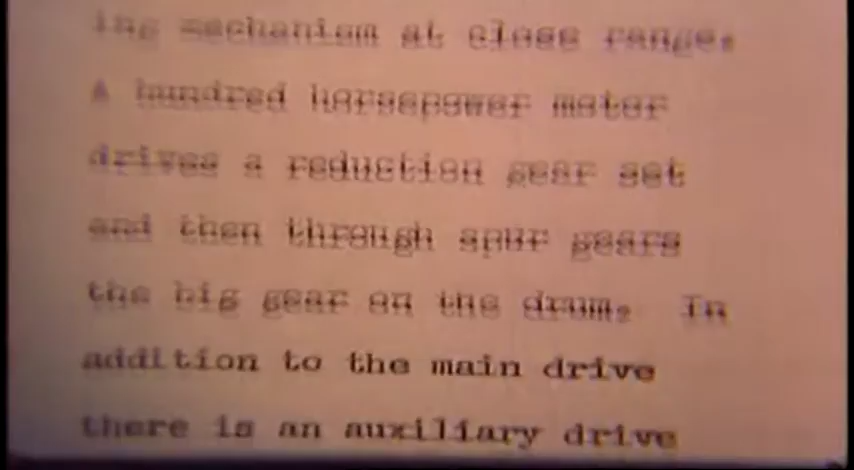 ing mechanism at close range.
A hundred horsepower motor
drives a reduction gear set
and then through spur gears
the big gear on the drum. In
addition to the main drive
there is an auxiliary drive